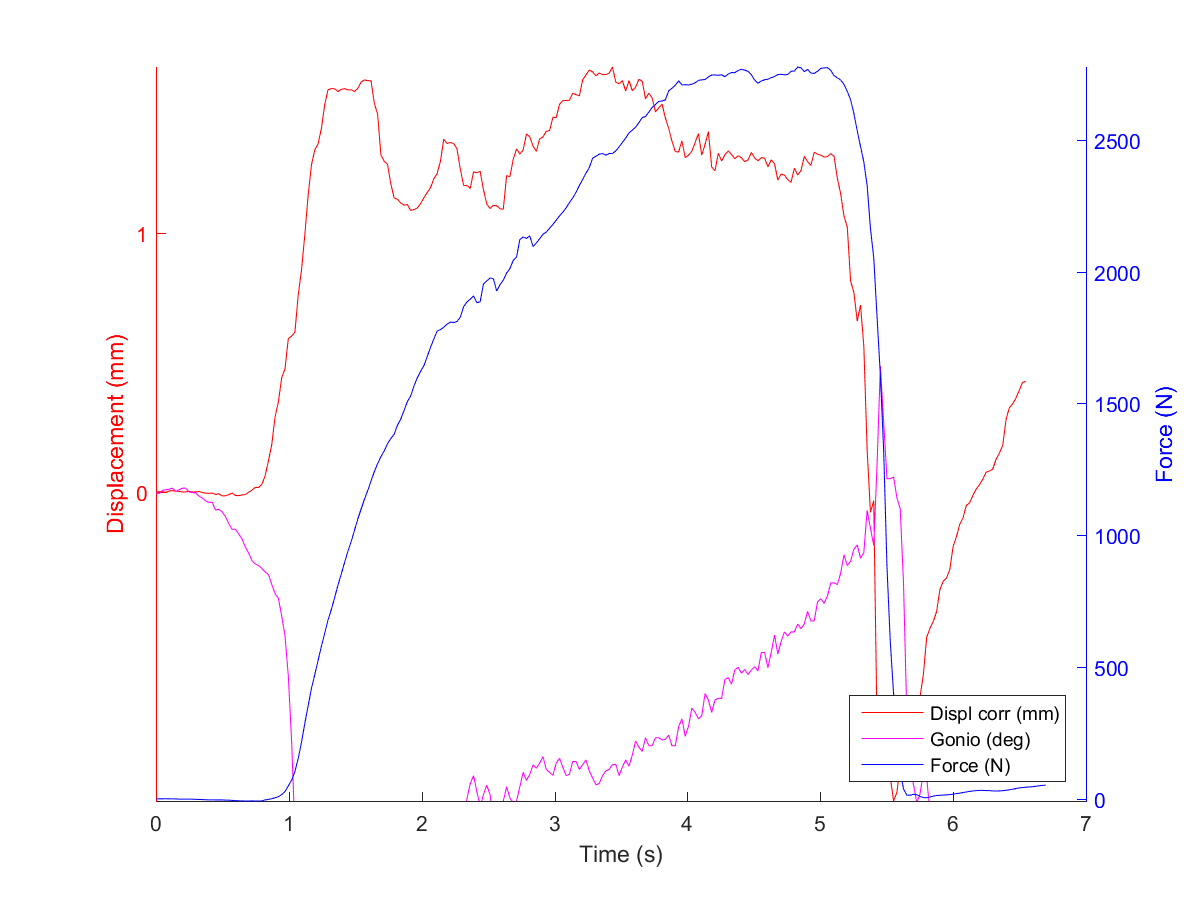 1
0
Displacement (mm)
2500
2000
1500
1000
500
0
Force (N)
Displ corr (mm)
Gonio (deg)
Force (N)
0 1 2 3 4 5 6 7
Time (s)